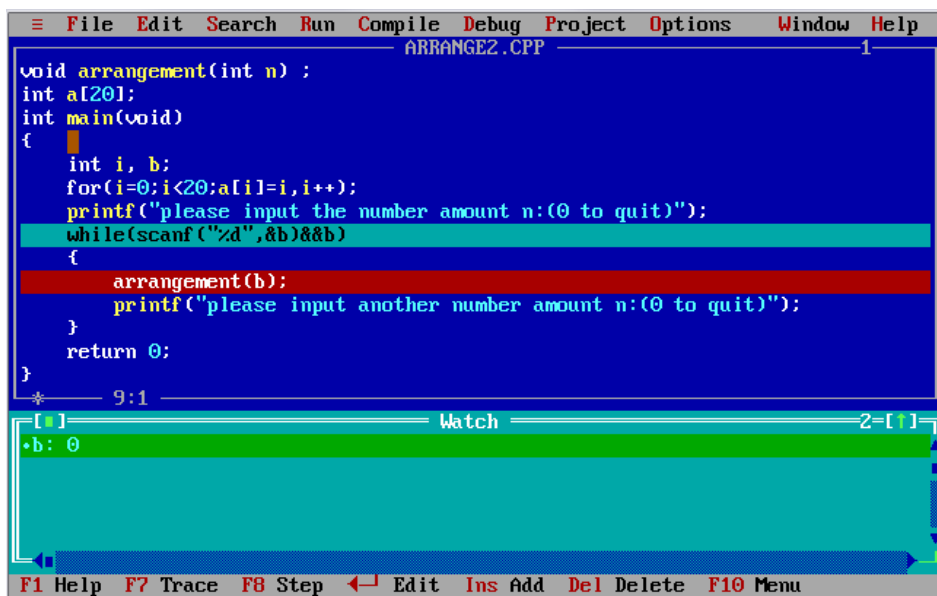 ≡ File Edit Search Run Compile Debug Project Options Window Help
ARRANGE2.CPP 1
void arrangement(int n) ;
int a[20];
int main(void)
{
int i, b;
for(i=0;i<20;a[i]=i,i++);
printf("please input the number amount n:(0 to quit)");
while(scanf("%d",&b)&&b)
{
arrangement(b);
printf("please input another number amount n:(0 to quit)");
}
return 0;
}
* 9:1
[■] Watch 2=[↑]
•b: 0
F1 Help F7 Trace F8 Step ←┘ Edit Ins Add Del Delete F10 Menu